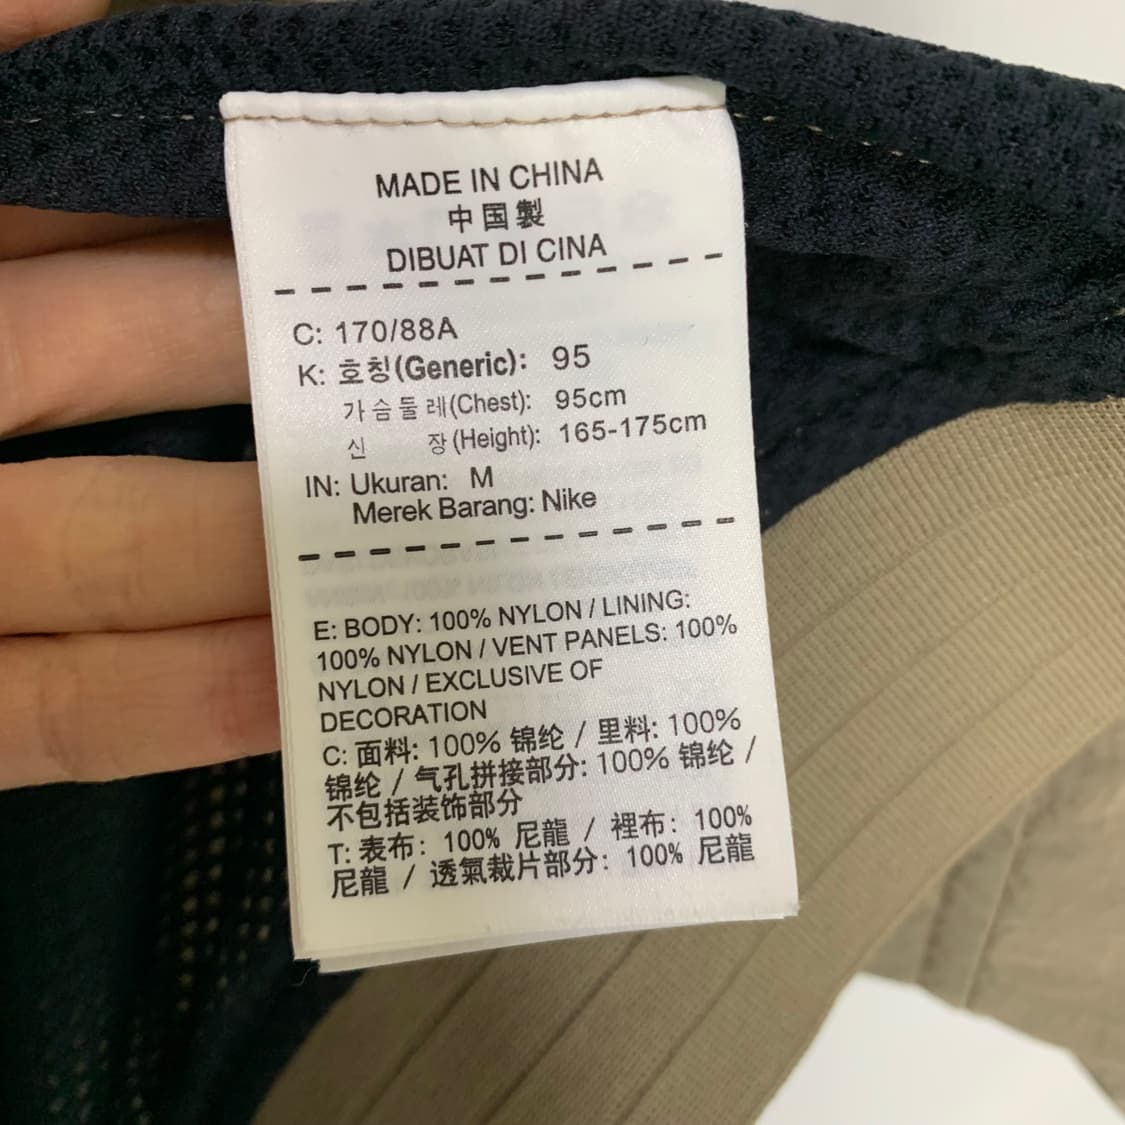 MADE IN CHINA
中国製
DIBUAT DI CINA
C: 170/88A
K: 호칭(Generic): 95
가슴둘레(Chest): 95cm
신 장(Height): 165-175cm
IN: Ukuran: M
Merek Barang: Nike
E: BODY: 100% NYLON / LINING:
100% NYLON / VENT PANELS: 100%
NYLON / EXCLUSIVE OF
DECORATION
C: 面料: 100% 锦纶 / 里料: 100%
锦纶 / 气孔拼接部分: 100% 锦纶 /
不包括装饰部分
T: 表布: 100% 尼龍 / 裡布: 100%
尼龍 / 透氣裁片部分: 100% 尼龍